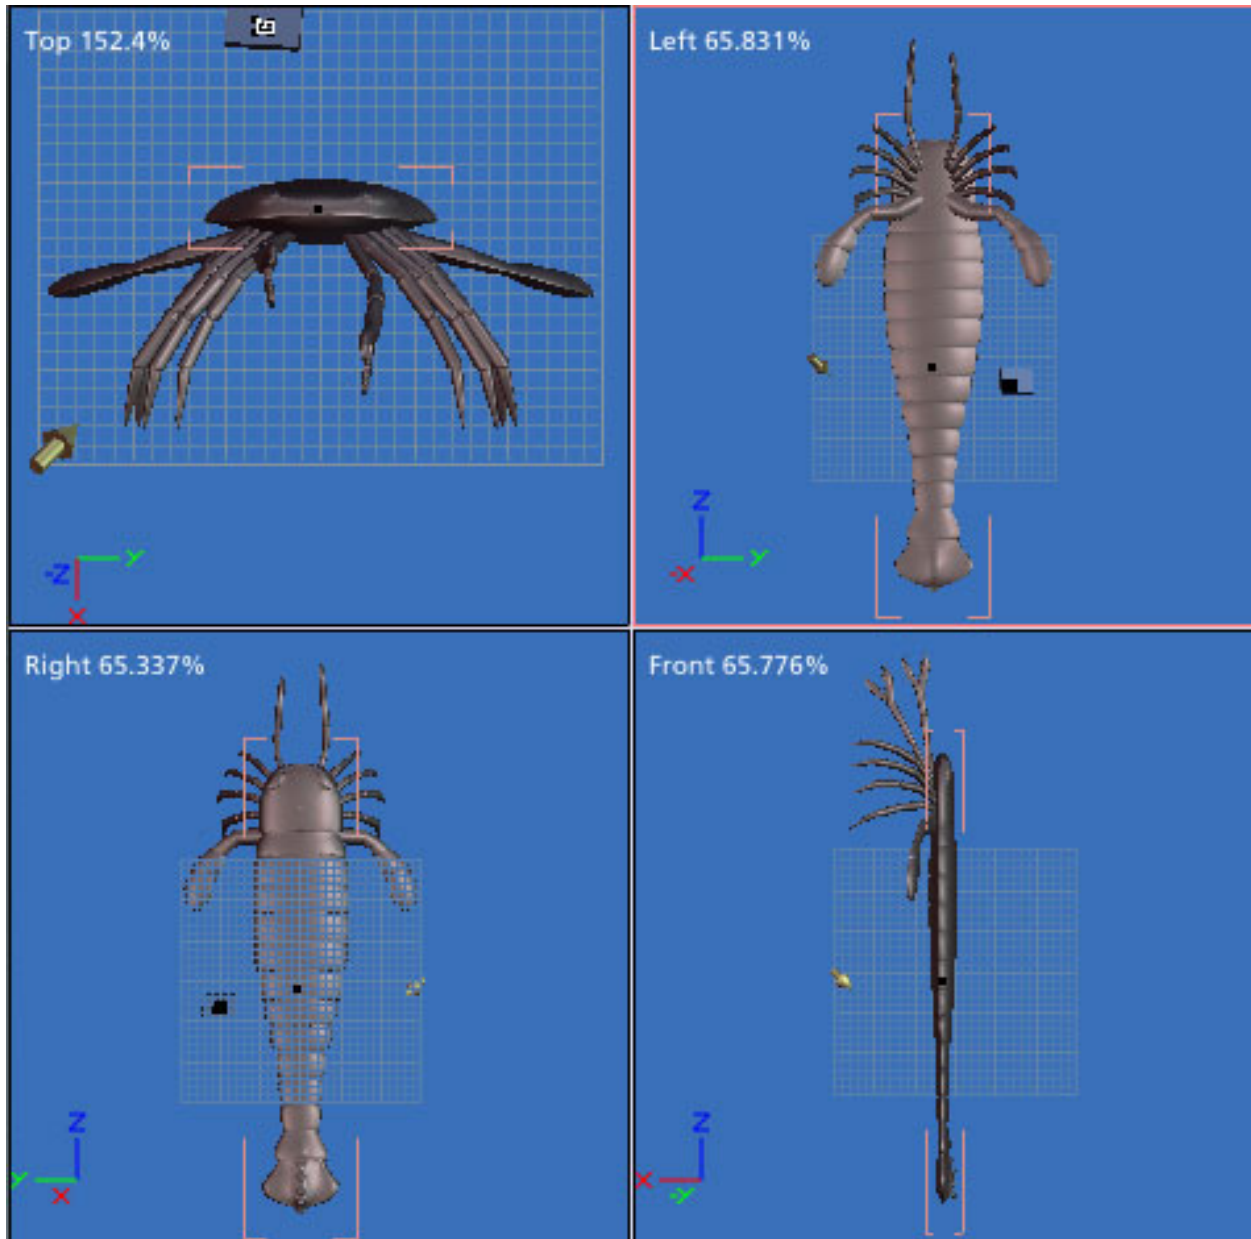 Top 152.4%
Left 65.831%
-Z
Y
X
Z
Y
-X
Right 65.337%
Front 65.776%
Z
Y
X
Z
X
-Y